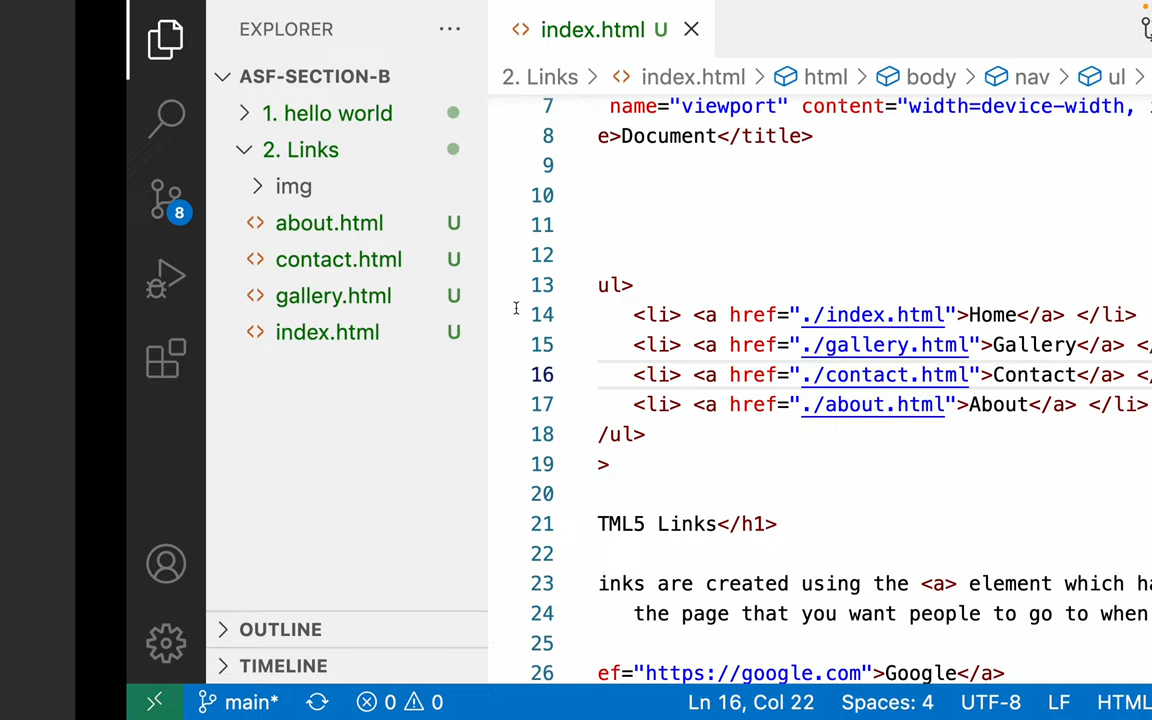 EXPLORER
ASF-SECTION-B
1. hello world
2. Links
img
about.html U
contact.html U
gallery.html U
index.html U
OUTLINE
TIMELINE
8
index.html U
2. Links > index.html > html > body > nav > ul >
7 name="viewport" content="width=device-width,
8 e>Document</title>
9
10
11
12
13 ul>
14 <li> <a href="./index.html">Home</a> </li>
15 <li> <a href="./gallery.html">Gallery</a> <
16 <li> <a href="./contact.html">Contact</a> <
17 <li> <a href="./about.html">About</a> </li>
18 /ul>
19 >
20
21 TML5 Links</h1>
22
23 inks are created using the <a> element which ha
24 the page that you want people to go to when
25
26 ef="https://google.com">Google</a>
main* 0 0 Ln 16, Col 22 Spaces: 4 UTF-8 LF HTML